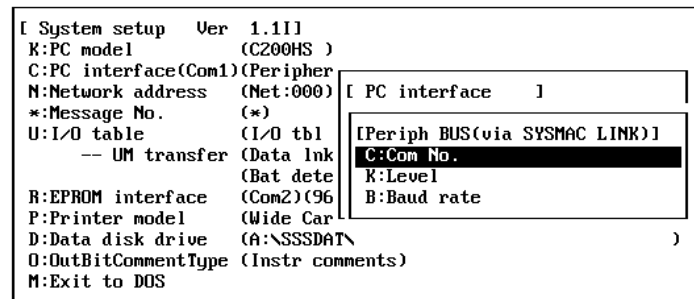 [ System setup Ver 1.1I]
K:PC model (C200HS )
C:PC interface(Com1)(Peripher
N:Network address (Net:000)
[ PC interface ]
*:Message No. (*)
U:I/O table (I/O tbl
[Periph BUS(via SYSMAC LINK)]
-- UM transfer (Data lnk
C:Com No.
(Bat dete
K:Level
R:EPROM interface (Com2)(96
B:Baud rate
P:Printer model (Wide Car
D:Data disk drive (A:\SSSDAT\ )
O:OutBitCommentType (Instr comments)
M:Exit to DOS